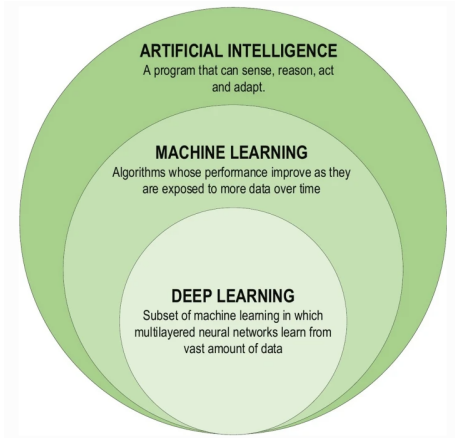 ARTIFICIAL INTELLIGENCE
A program that can sense, reason, act
and adapt.
MACHINE LEARNING
Algorithms whose performance improve as they
are exposed to more data over time
DEEP LEARNING
Subset of machine learning in which
multilayered neural networks learn from
vast amount of data